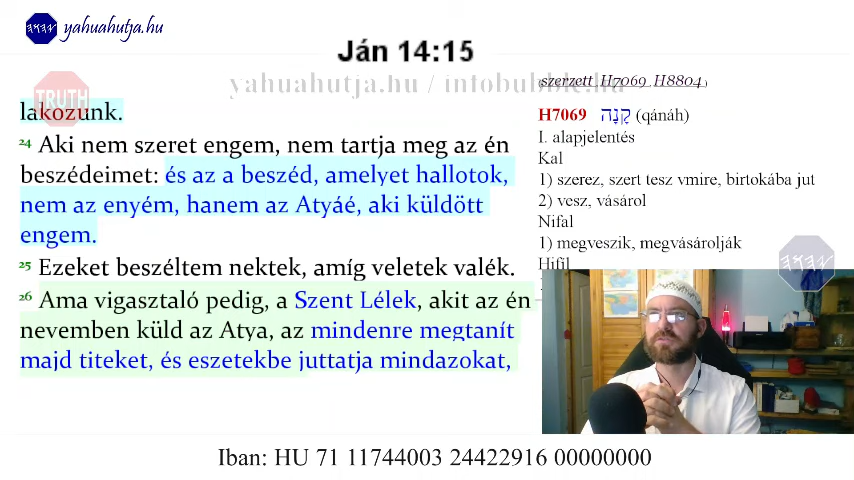 yahuahutja.hu
Ján 14:15
yahuahutja.hu / infobubble.hu
TRUTH
lakozunk.
24 Aki nem szeret engem, nem tartja meg az én
beszédeimet: és az a beszéd, amelyet hallotok,
nem az enyém, hanem az Atyáé, aki küldött
engem.
25 Ezeket beszéltem nektek, amíg veletek valék.
26 Ama vigasztaló pedig, a Szent Lélek, akit az én
nevemben küld az Atya, az mindenre megtanít
majd titeket, és eszetekbe juttatja mindazokat,
szerzett H7069 H8804
H7069 קָנָה (qánáh)
I. alapjelentés
Kal
1) szerez, szert tesz vmire, birtokába jut
2) vesz, vásárol
Nifal
1) megveszik, megvásárolják
Hifil
Iban: HU 71 11744003 24422916 00000000